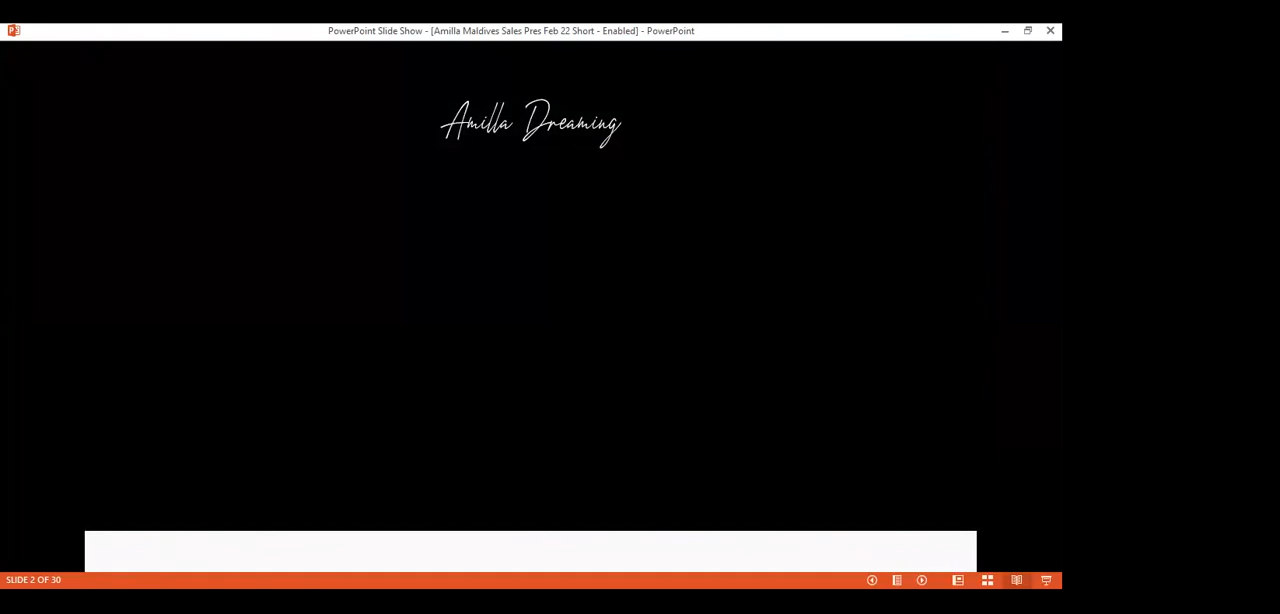 PowerPoint Slide Show - [Amilla Maldives Sales Pres Feb 22 Short - Enabled] - PowerPoint
Amilla Dreaming
SLIDE 2 OF 30